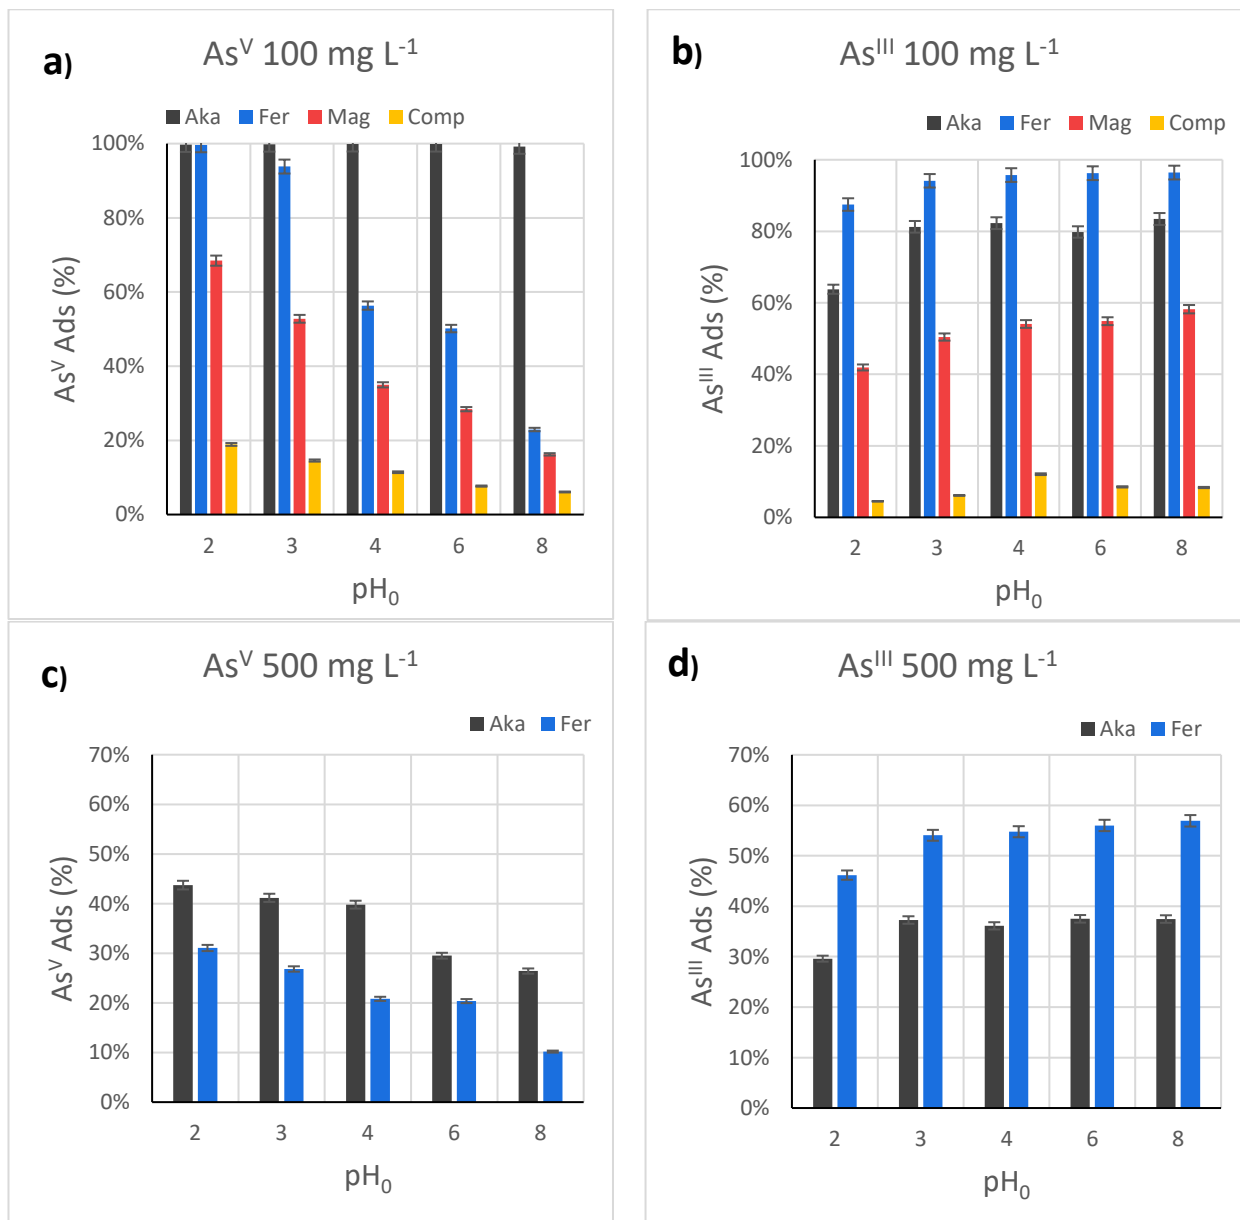 a)
As^V 100 mg L^-1
Aka Fer Mag Comp
100%
80%
60%
40%
20%
0%
As^V Ads (%)
2 3 4 6 8
pH₀
b)
As^III 100 mg L^-1
Aka Fer Mag Comp
100%
80%
60%
40%
20%
0%
As^III Ads (%)
2 3 4 6 8
pH₀
c)
As^V 500 mg L^-1
Aka Fer
70%
60%
50%
40%
30%
20%
10%
0%
As^V Ads (%)
2 3 4 6 8
pH₀
d)
As^III 500 mg L^-1
Aka Fer
70%
60%
50%
40%
30%
20%
10%
0%
As^III Ads (%)
2 3 4 6 8
pH₀